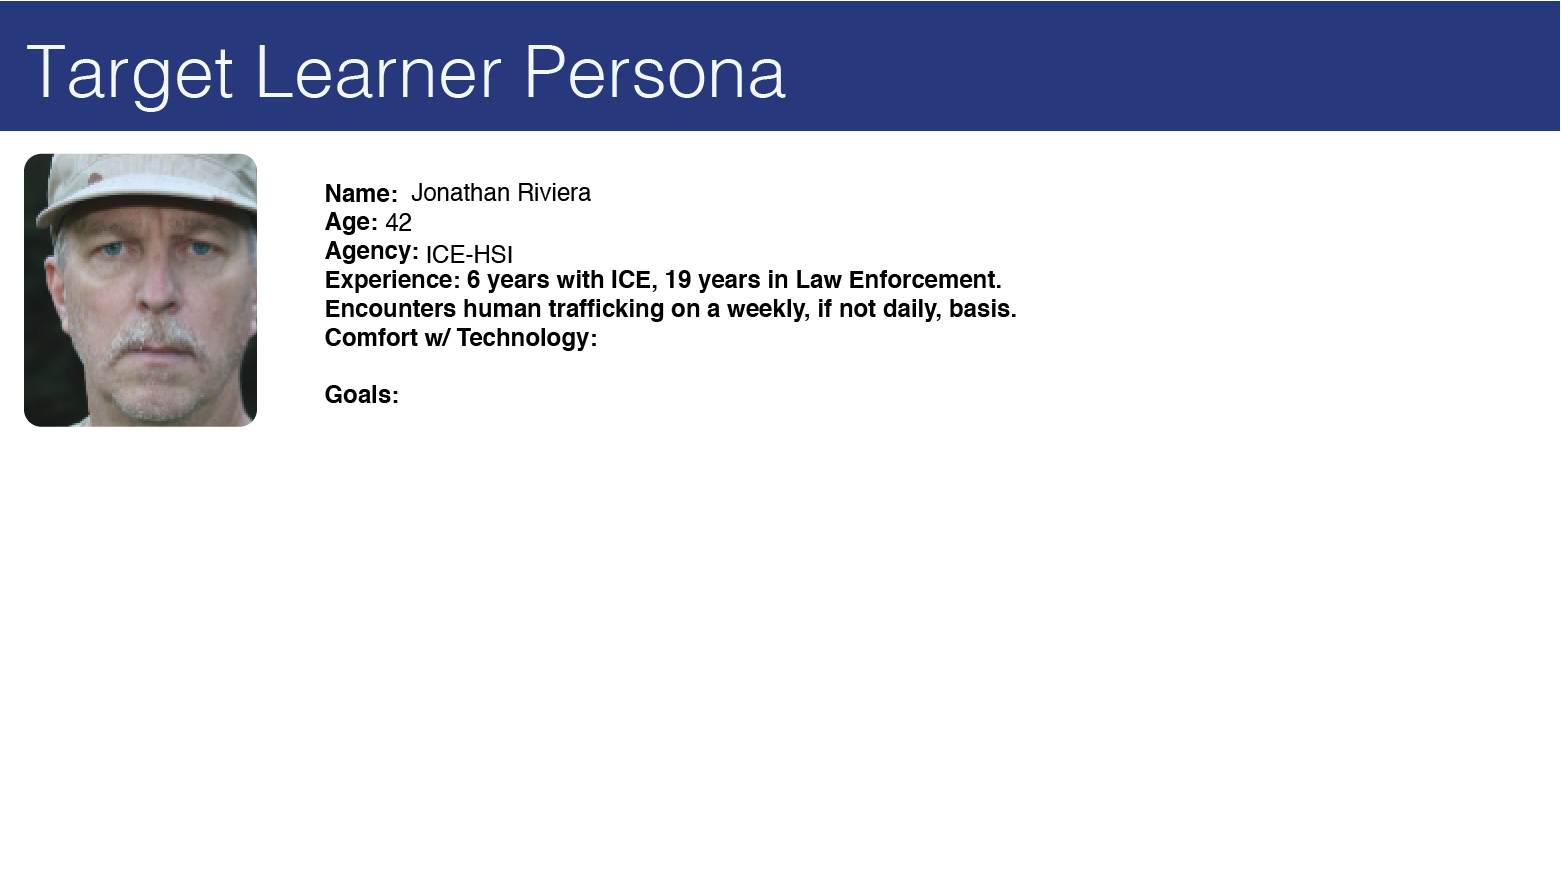 Target Learner Persona
Name: Jonathan Riviera
Age: 42
Agency: ICE-HSI
Experience: 6 years with ICE, 19 years in Law Enforcement.
Encounters human trafficking on a weekly, if not daily, basis.
Comfort w/ Technology:
Goals: